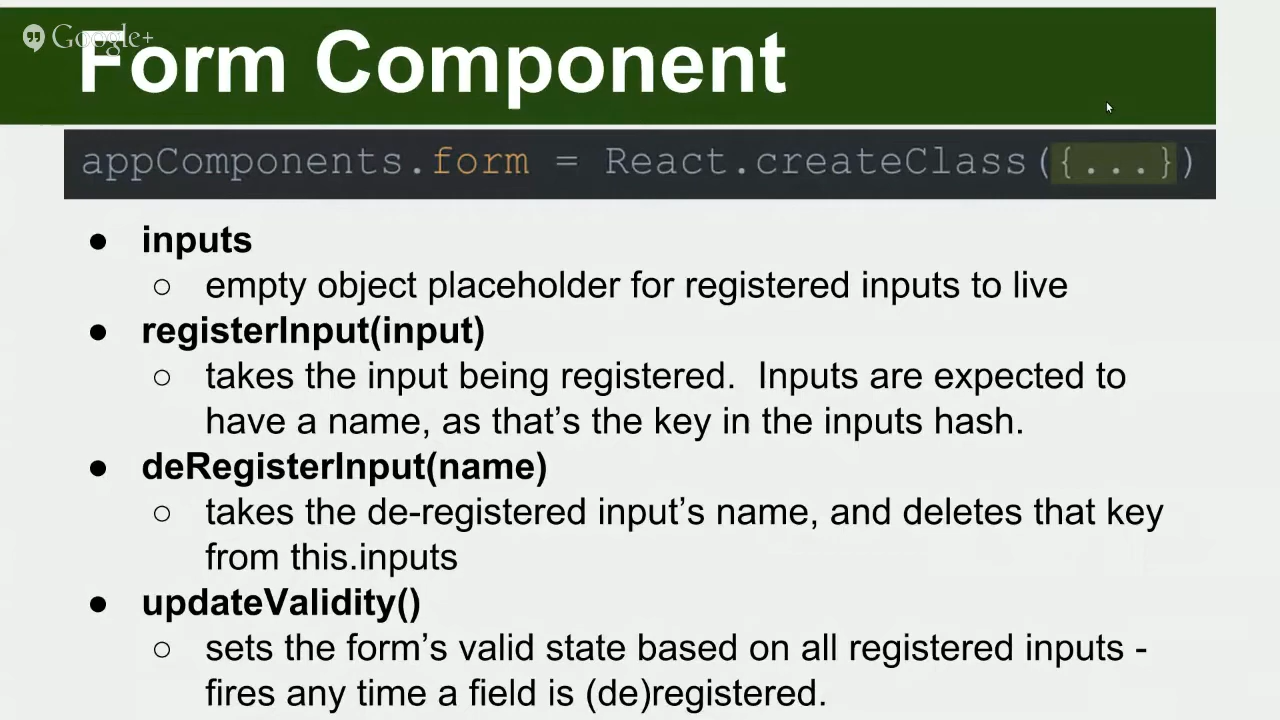 Google+
Form Component
appComponents.form = React.createClass({...})
● inputs
○ empty object placeholder for registered inputs to live
● registerInput(input)
○ takes the input being registered.  Inputs are expected to
have a name, as that’s the key in the inputs hash.
● deRegisterInput(name)
○ takes the de-registered input’s name, and deletes that key
from this.inputs
● updateValidity()
○ sets the form’s valid state based on all registered inputs -
fires any time a field is (de)registered.